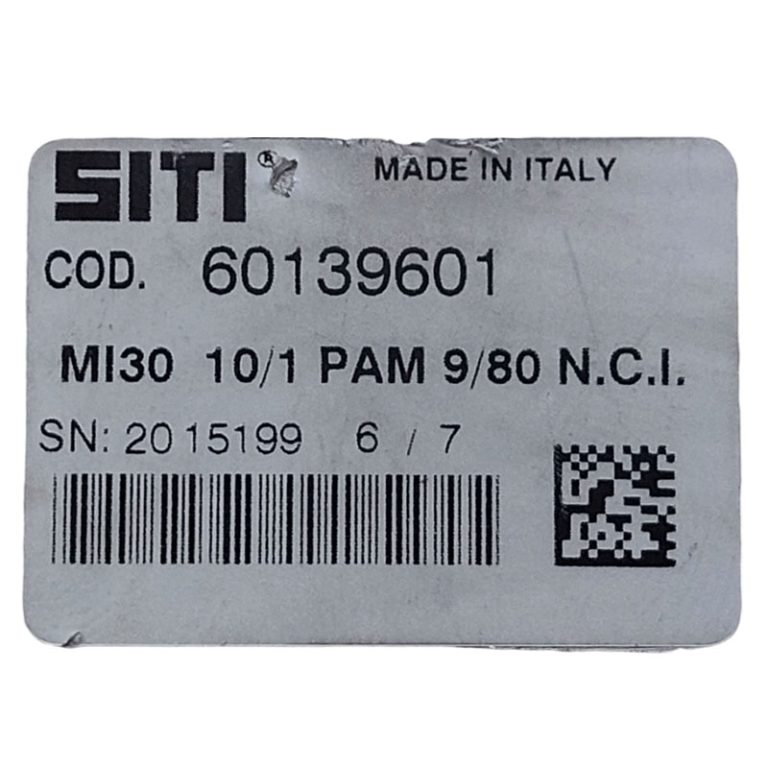 SITI® MADE IN ITALY
COD. 60139601
MI30 10/1 PAM 9/80 N.C.I.
SN: 2015199 6 / 7